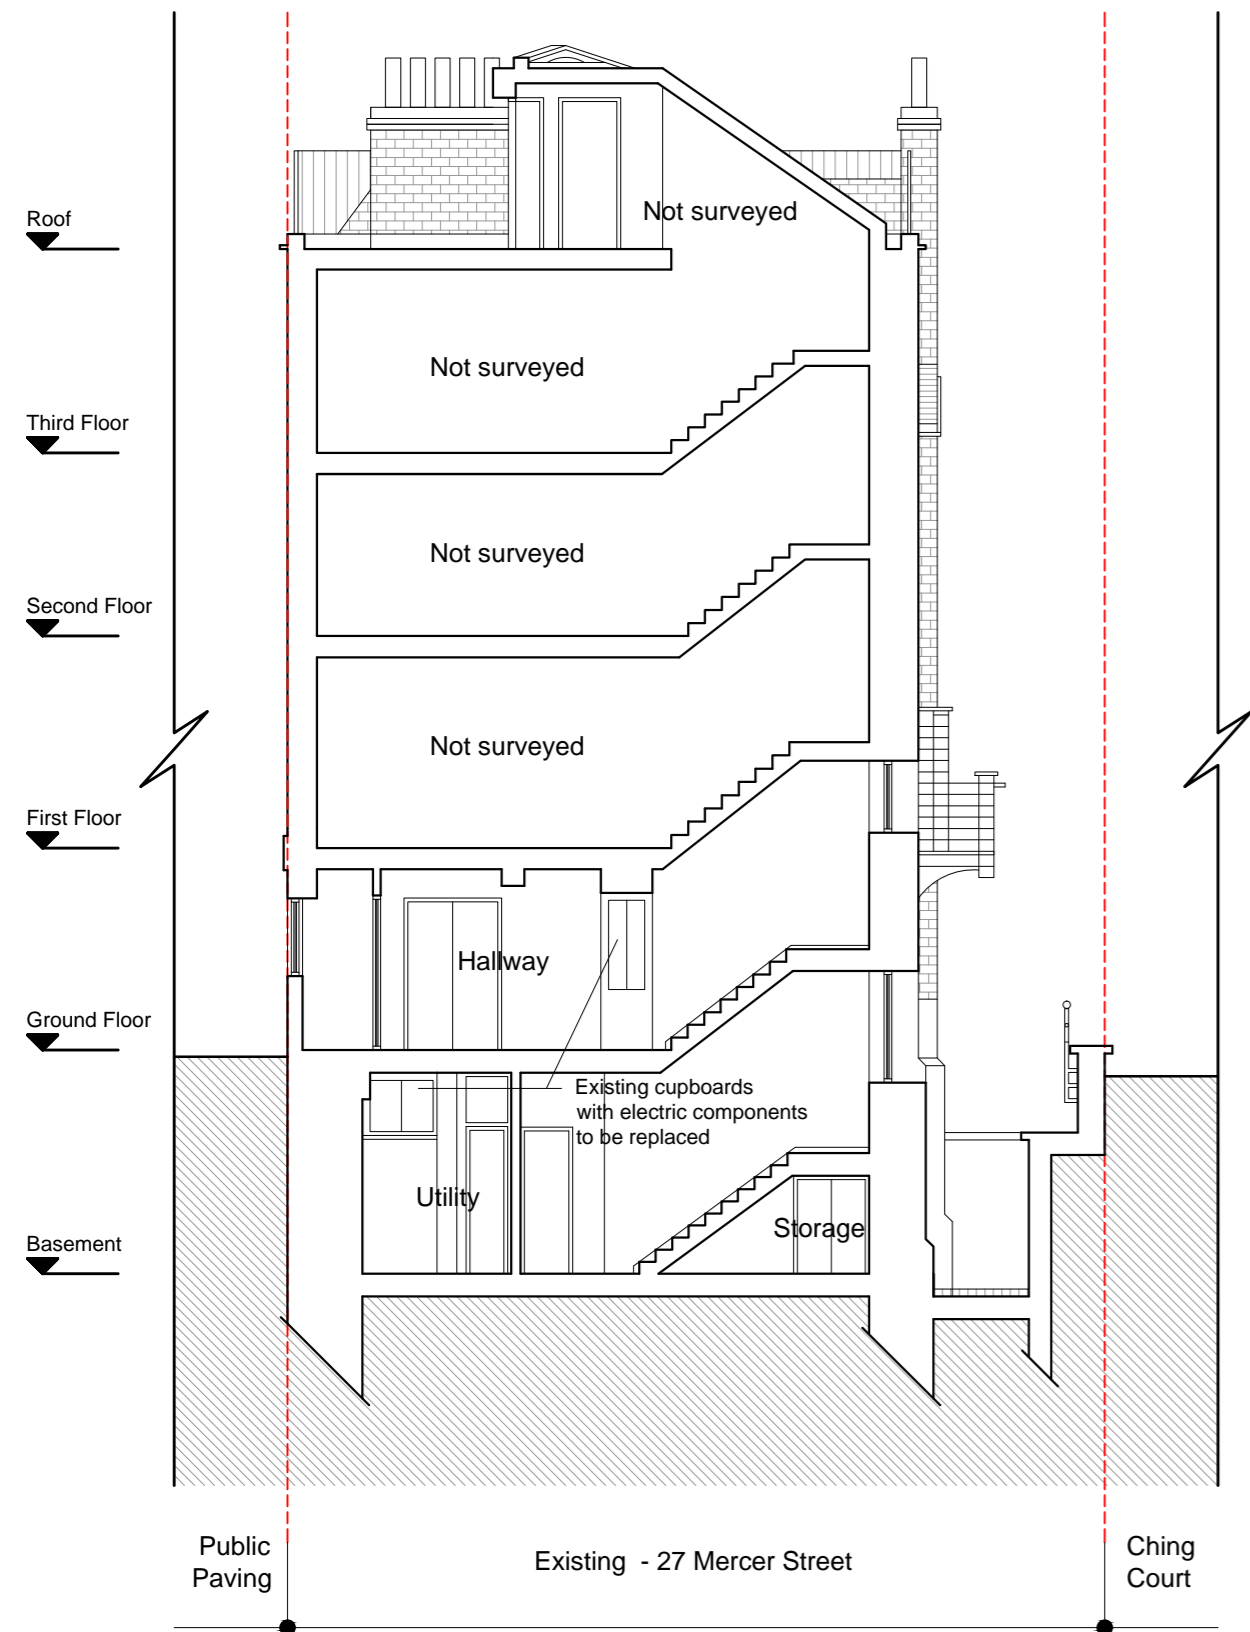 Roof
Not surveyed
Not surveyed
Third Floor
Not surveyed
Second Floor
Not surveyed
First Floor
Hallway
Ground Floor
Existing cupboards
with electric components
to be replaced
Utility
Storage
Basement
Public
Paving
Existing - 27 Mercer Street
Ching
Court